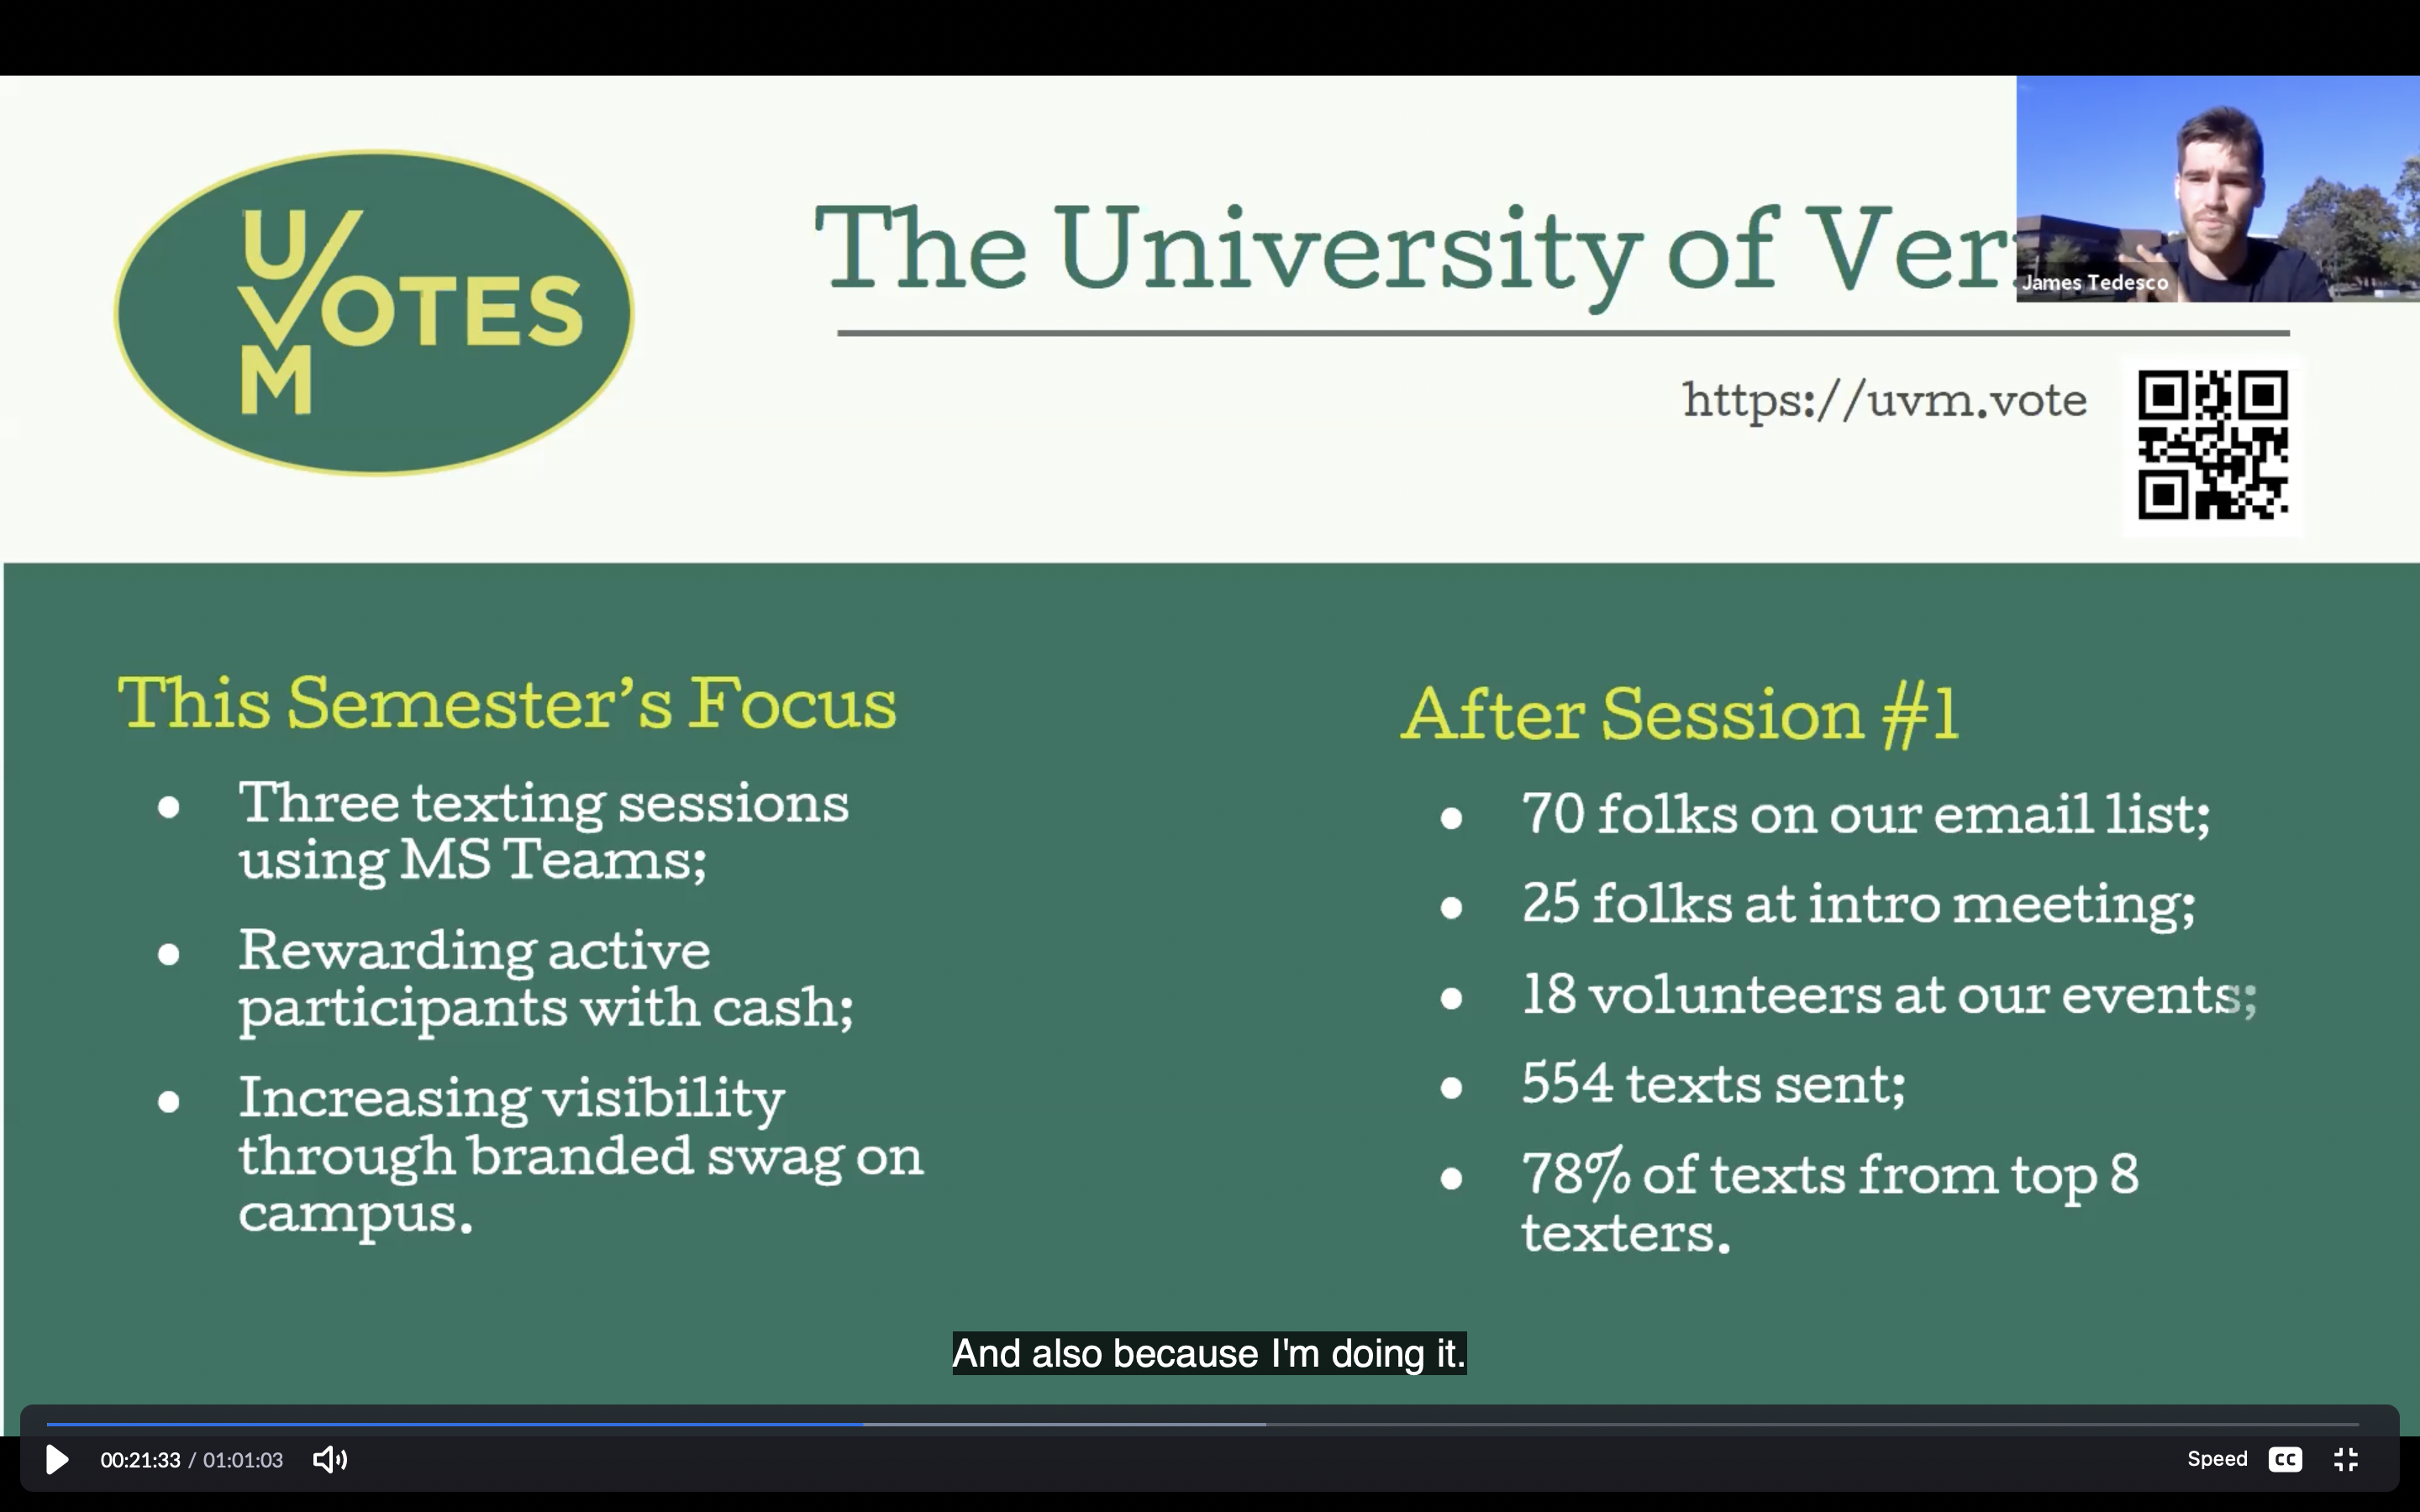 U
VOTES
M
The University of Ver
James Tedesco
https://uvm.vote
This Semester's Focus
● Three texting sessions
using MS Teams;
● Rewarding active
participants with cash;
● Increasing visibility
through branded swag on
campus.
After Session #1
● 70 folks on our email list;
● 25 folks at intro meeting;
● 18 volunteers at our events;
● 554 texts sent;
● 78% of texts from top 8
texters.
And also because I'm doing it.
00:21:33 / 01:01:03
Speed
CC